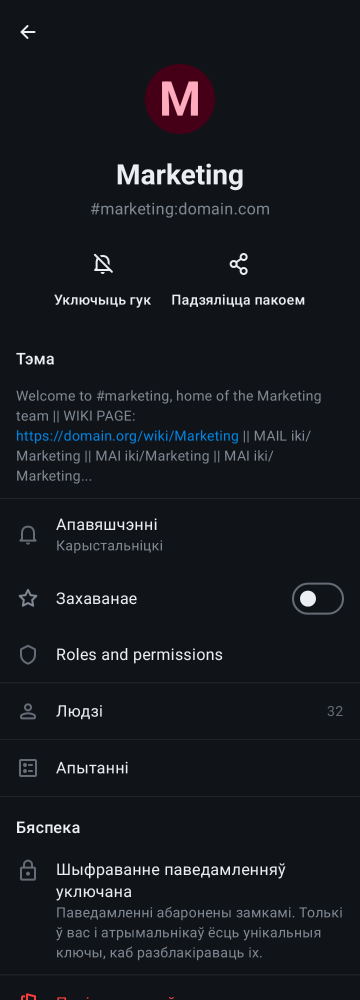 M
Marketing
#marketing:domain.com
Уключыць гук
Падзяліцца пакоем
Тэма
Welcome to #marketing, home of the Marketing
team || WIKI PAGE:
https://domain.org/wiki/Marketing || MAIL iki/
Marketing || MAI iki/Marketing || MAI iki/
Marketing...
Апавяшчэнні
Карыстальніцкі
Захаванае
Roles and permissions
Людзі 32
Апытанні
Бяспека
Шыфраванне паведамленняў
уключана
Паведамленні абаронены замкамі. Толькі
ў вас і атрымальнікаў ёсць унікальныя
ключы, каб разблакіраваць іх.